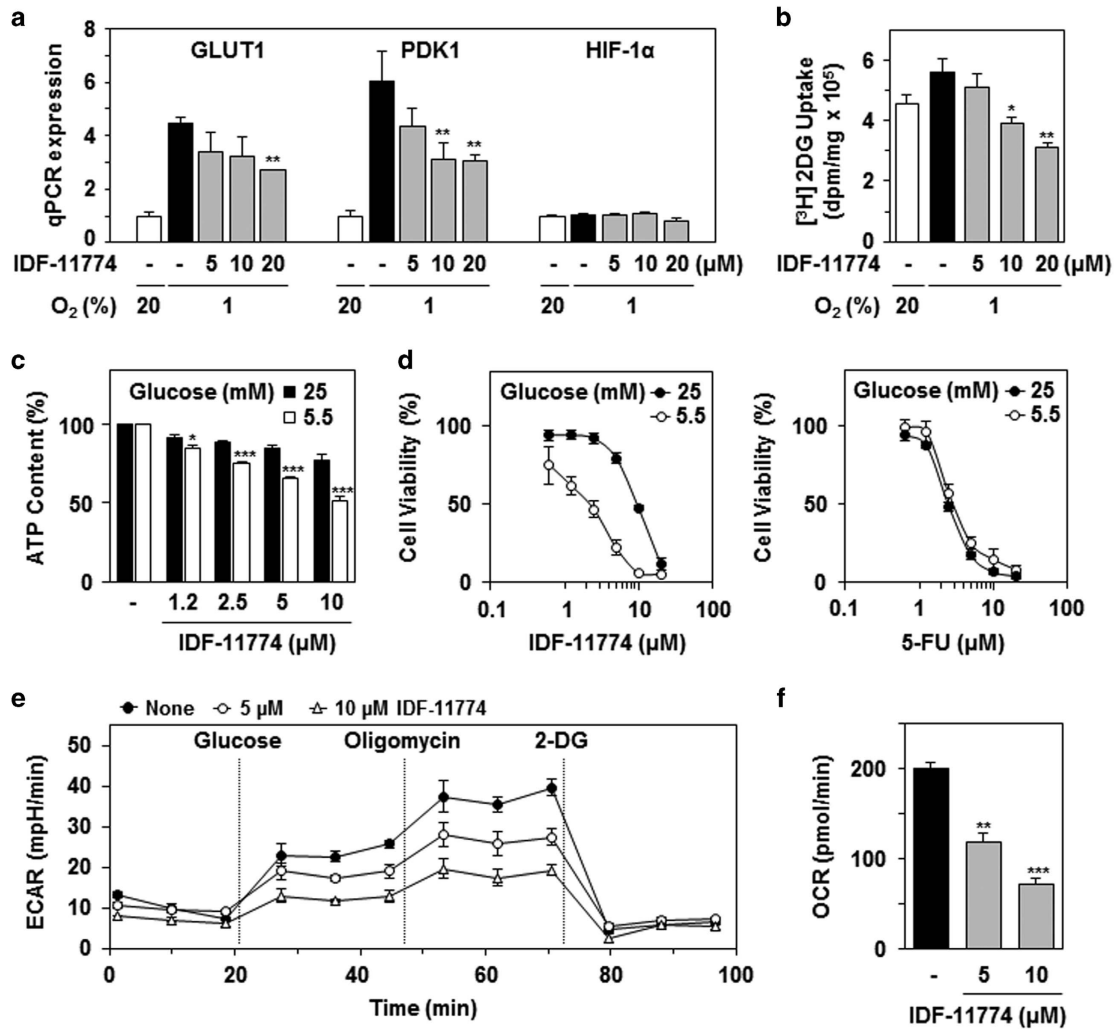 a
qPCR expression
8
6
4
2
0
GLUT1
PDK1
HIF-1α
**
** **
IDF-11774 - - 5 10 20 - - 5 10 20 - - 5 10 20 (µM)
O₂ (%) 20 1 20 1 20 1
b
[³H] 2DG Uptake
(dpm/mg x 10⁵)
6
4
2
0
*
**
IDF-11774 - - 5 10 20 (µM)
O₂ (%) 20 1
c
ATP Content (%)
100
50
0
Glucose (mM) 25
5.5
*
***
***
***
- 1.2 2.5 5 10
IDF-11774 (µM)
d
Cell Viability (%)
100
50
0
Glucose (mM) 25
5.5
0.1 1 10 100
IDF-11774 (µM)
Cell Viability (%)
100
50
0
Glucose (mM) 25
5.5
0.1 1 10 100
5-FU (µM)
e
None 5 µM 10 µM IDF-11774
ECAR (mpH/min)
50
40
30
20
10
0
Glucose Oligomycin 2-DG
0 20 40 60 80 100
Time (min)
f
OCR (pmol/min)
200
100
0
**
***
- 5 10
IDF-11774 (µM)